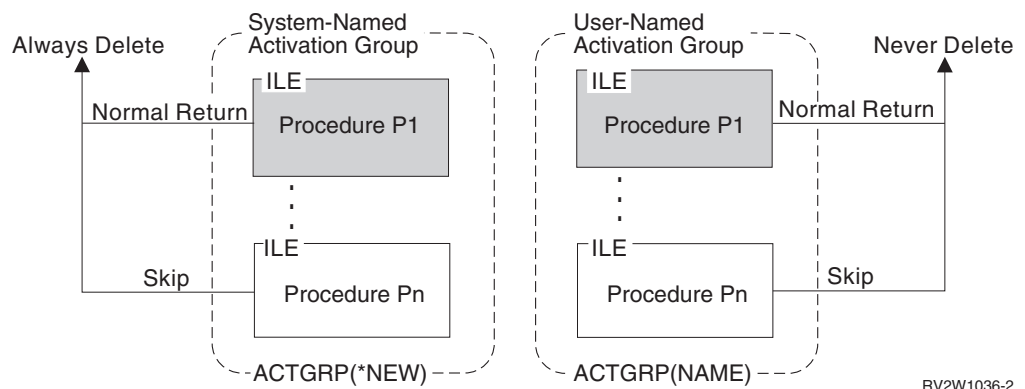 System-Named
Activation Group
User-Named
Activation Group
Always Delete
Never Delete
ILE
Procedure P1
Normal Return
ILE
Procedure P1
Normal Return
ILE
Procedure Pn
Skip
ILE
Procedure Pn
Skip
ACTGRP(*NEW)
ACTGRP(NAME)
RV2W1036-2